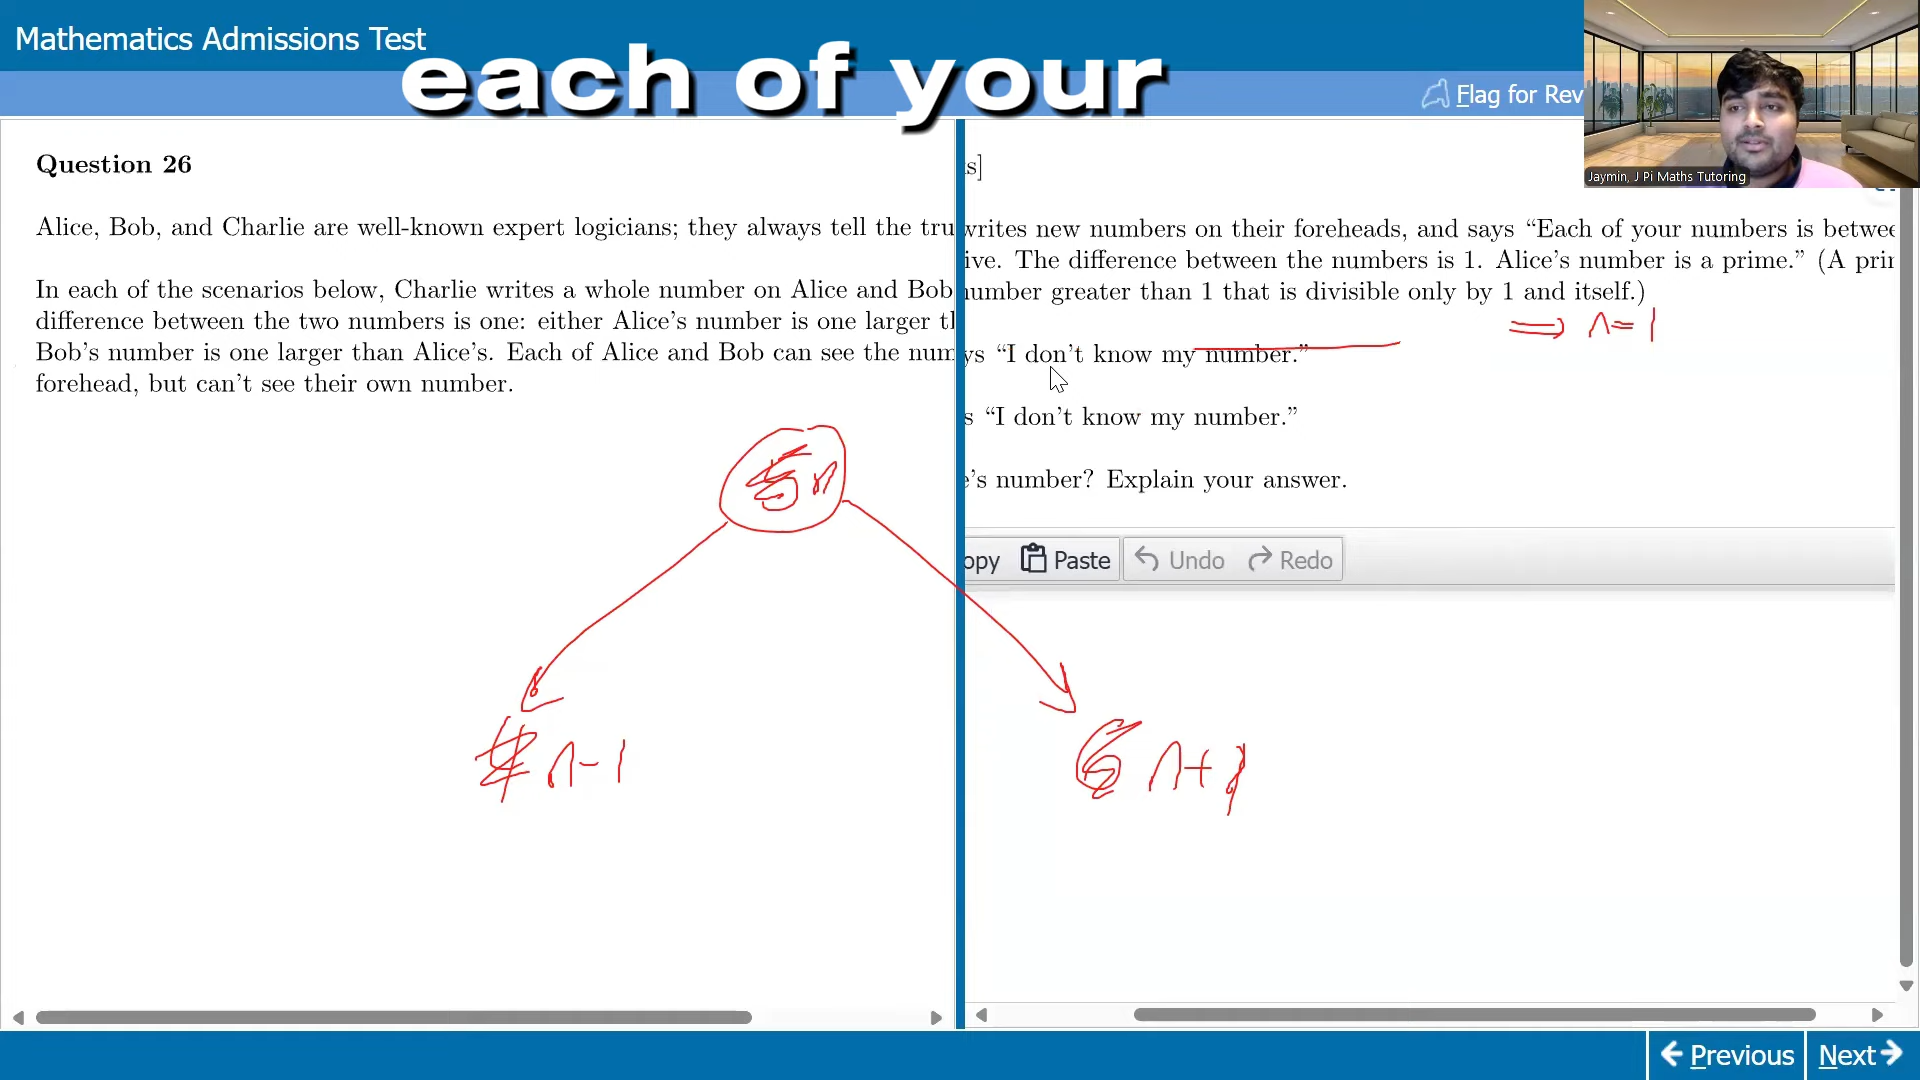 Mathematics Admissions Test
each of your
Flag for Rev
Jaymin, J Pi Maths Tutoring
Question 26
Alice, Bob, and Charlie are well-known expert logicians; they always tell the tru
In each of the scenarios below, Charlie writes a whole number on Alice and Bob
difference between the two numbers is one: either Alice's number is one larger th
Bob's number is one larger than Alice's. Each of Alice and Bob can see the num
forehead, but can't see their own number.
s]
writes new numbers on their foreheads, and says “Each of your numbers is betwee
ive. The difference between the numbers is 1. Alice's number is a prime.” (A prim
number greater than 1 that is divisible only by 1 and itself.)
⟹ n=1
ys “I don't know my number.”
s “I don't know my number.”
e's number? Explain your answer.
opy Paste Undo Redo
n
n-1
n+1
Previous Next